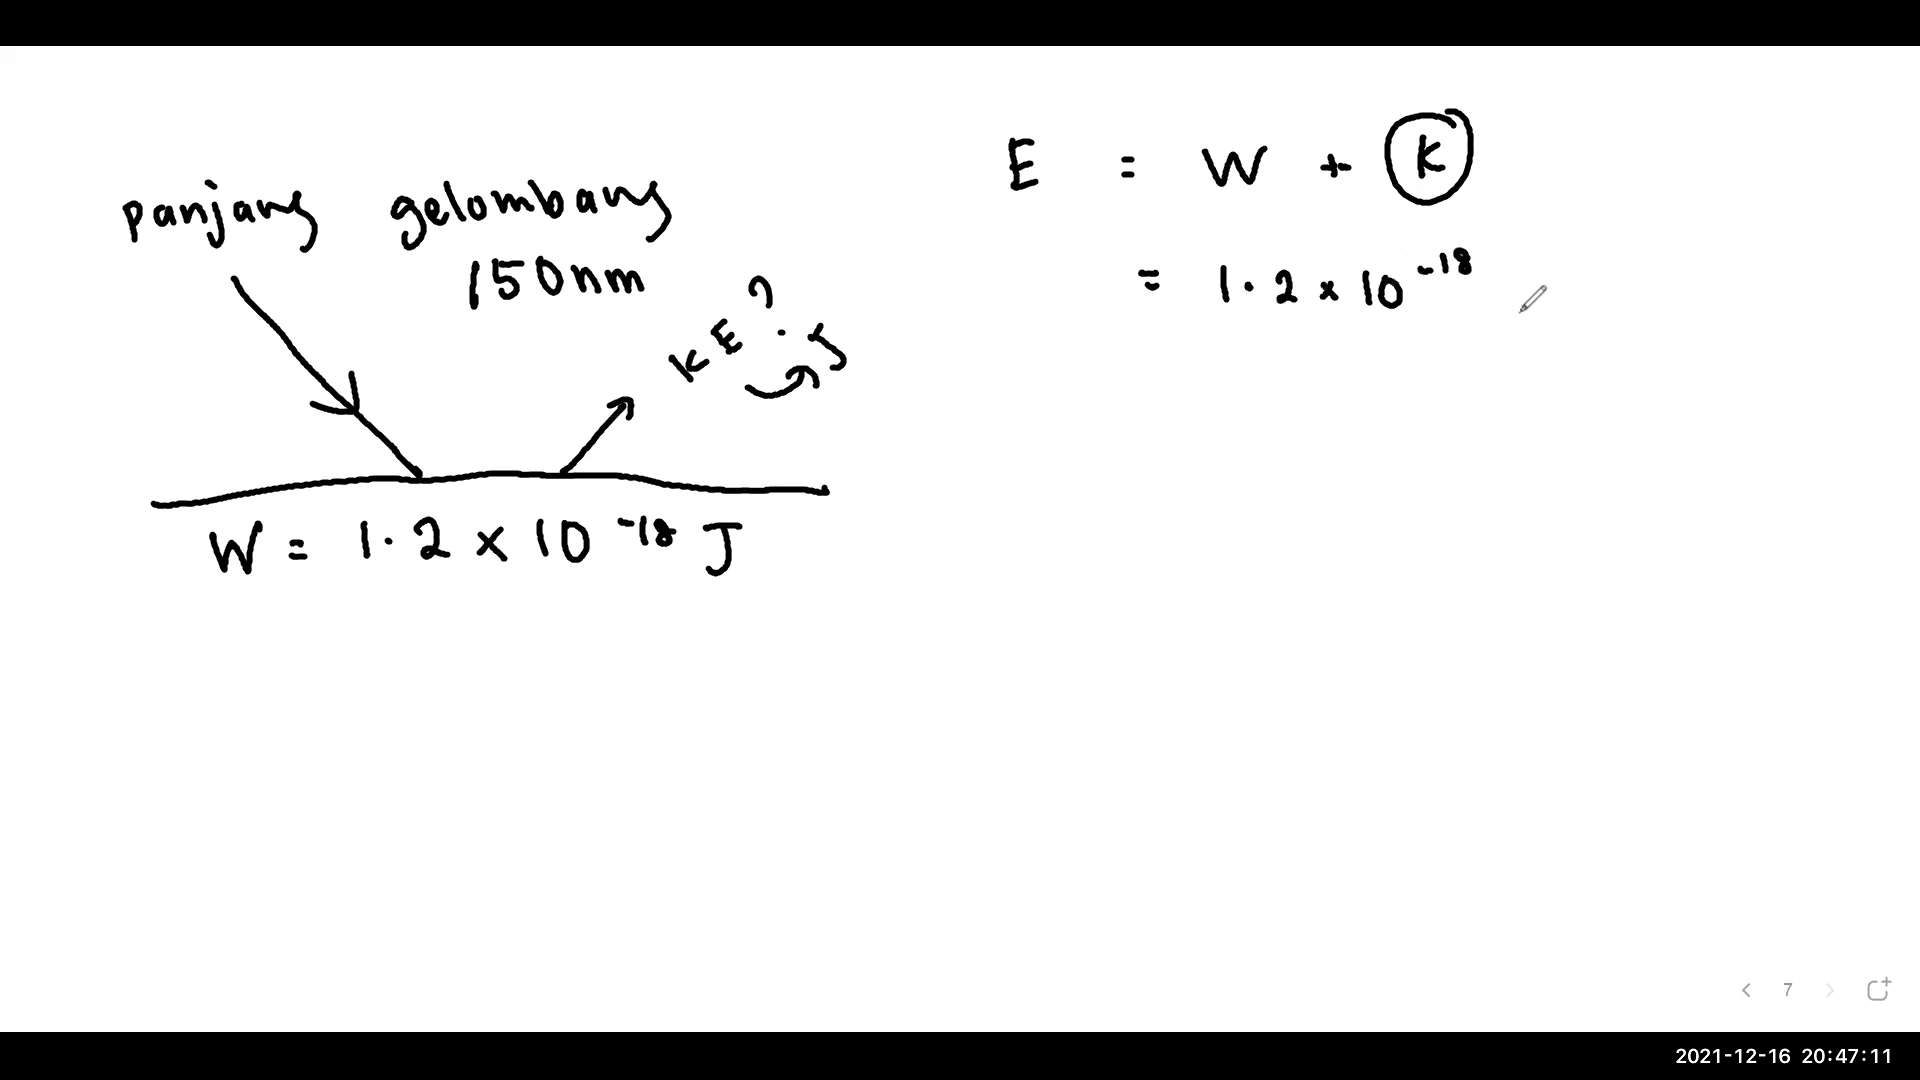 panjang gelombang
150nm
KE? J
W = 1.2 × 10⁻¹⁸ J
E = W + K
= 1.2 × 10⁻¹⁸
7
2021-12-16 20:47:11